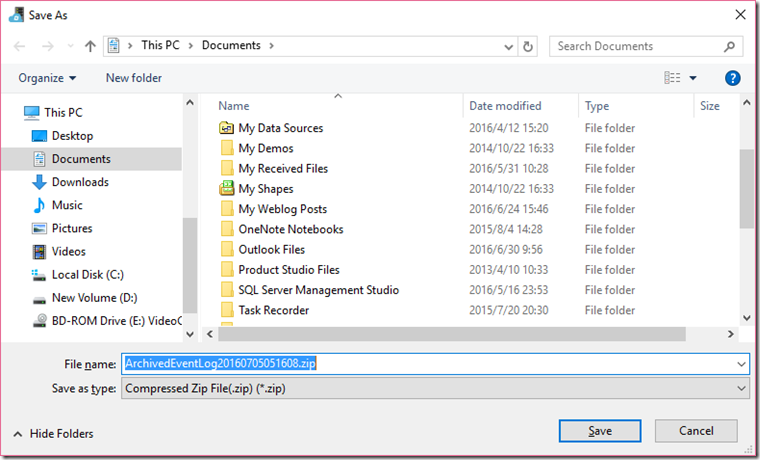 Save As
This PC > Documents >
Search Documents
Organize
New folder
Name Date modified Type Size
This PC
Desktop
Documents
Downloads
Music
Pictures
Videos
Local Disk (C:)
New Volume (D:)
BD-ROM Drive (E:) VideoC
My Data Sources 2016/4/12 15:20 File folder
My Demos 2014/10/22 16:33 File folder
My Received Files 2016/5/31 10:28 File folder
My Shapes 2014/10/22 16:33 File folder
My Weblog Posts 2016/6/24 15:46 File folder
OneNote Notebooks 2015/8/4 14:28 File folder
Outlook Files 2016/6/30 9:56 File folder
Product Studio Files 2013/4/10 10:33 File folder
SQL Server Management Studio 2016/5/16 23:53 File folder
Task Recorder 2015/7/20 20:30 File folder
File name: ArchivedEventLog20160705051608.zip
Save as type: Compressed Zip File(.zip) (*.zip)
Hide Folders
Save
Cancel